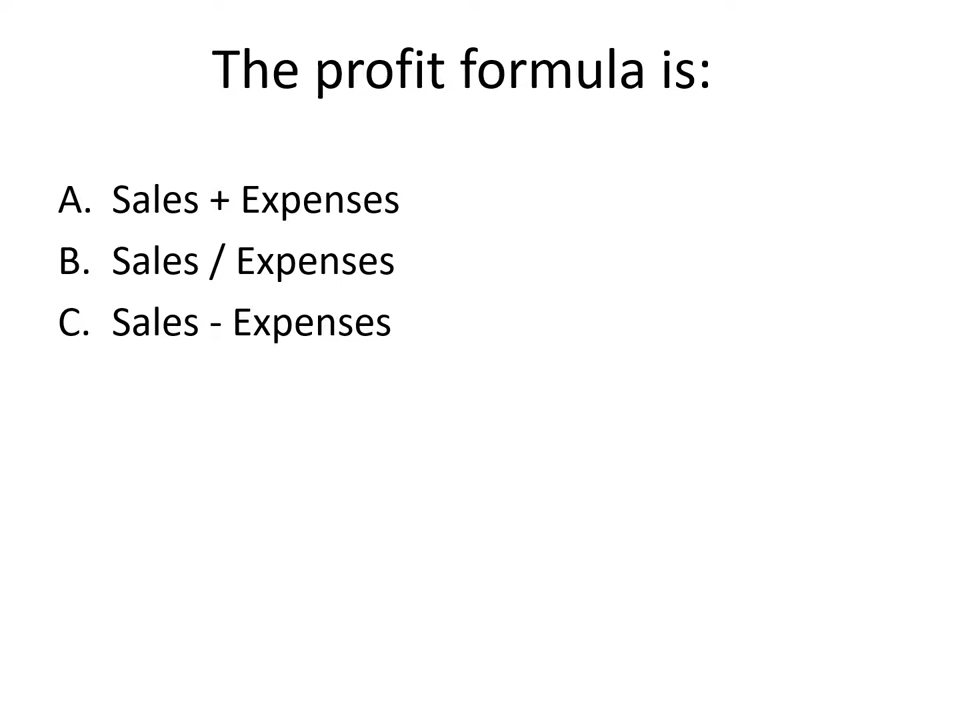 The profit formula is:
A. Sales + Expenses
B. Sales / Expenses
C. Sales - Expenses